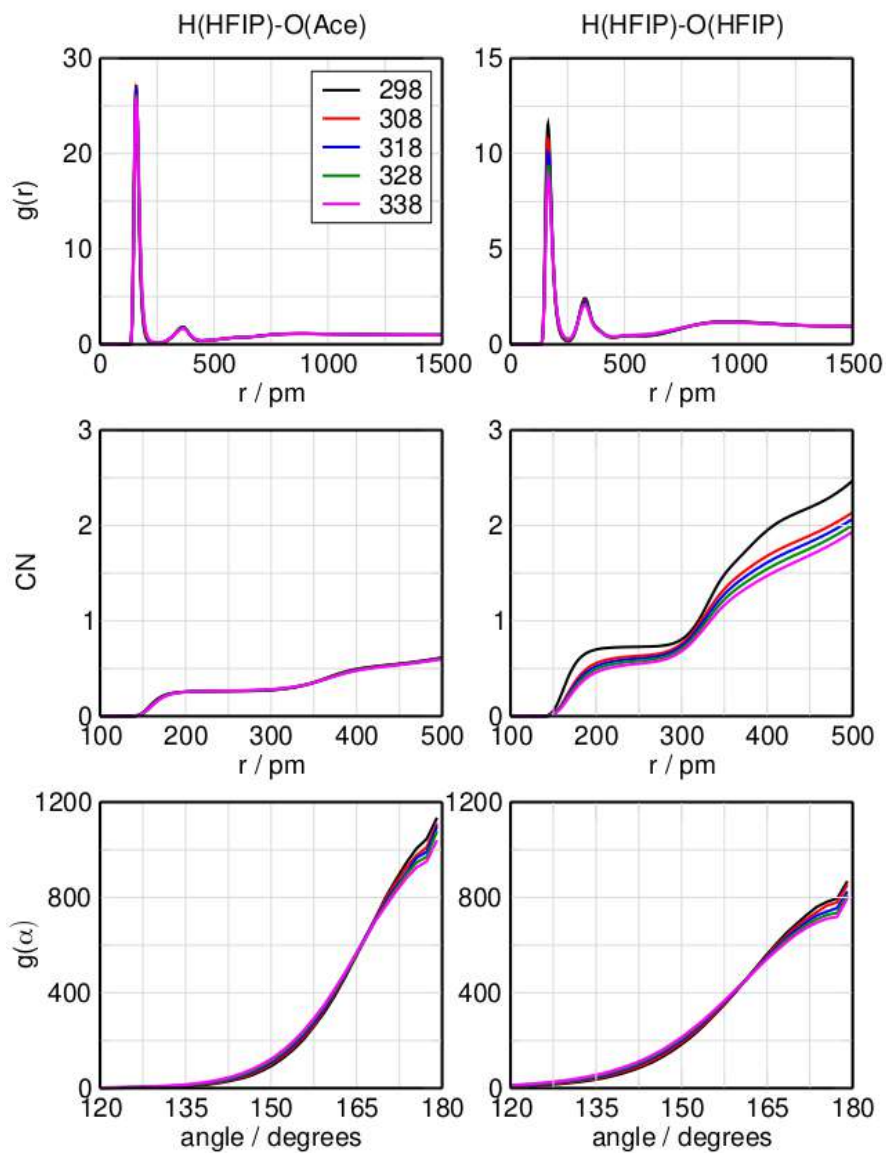 H(HFIP)-O(Ace)
H(HFIP)-O(HFIP)
30
20
10
0
g(r)
298
308
318
328
338
0 500 1000 1500
r / pm
15
10
5
0
0 500 1000 1500
r / pm
3
2
1
0
CN
100 200 300 400 500
r / pm
3
2
1
0
100 200 300 400 500
r / pm
1200
800
400
0
g(α)
120 135 150 165 180
angle / degrees
1200
800
400
0
120 135 150 165 180
angle / degrees